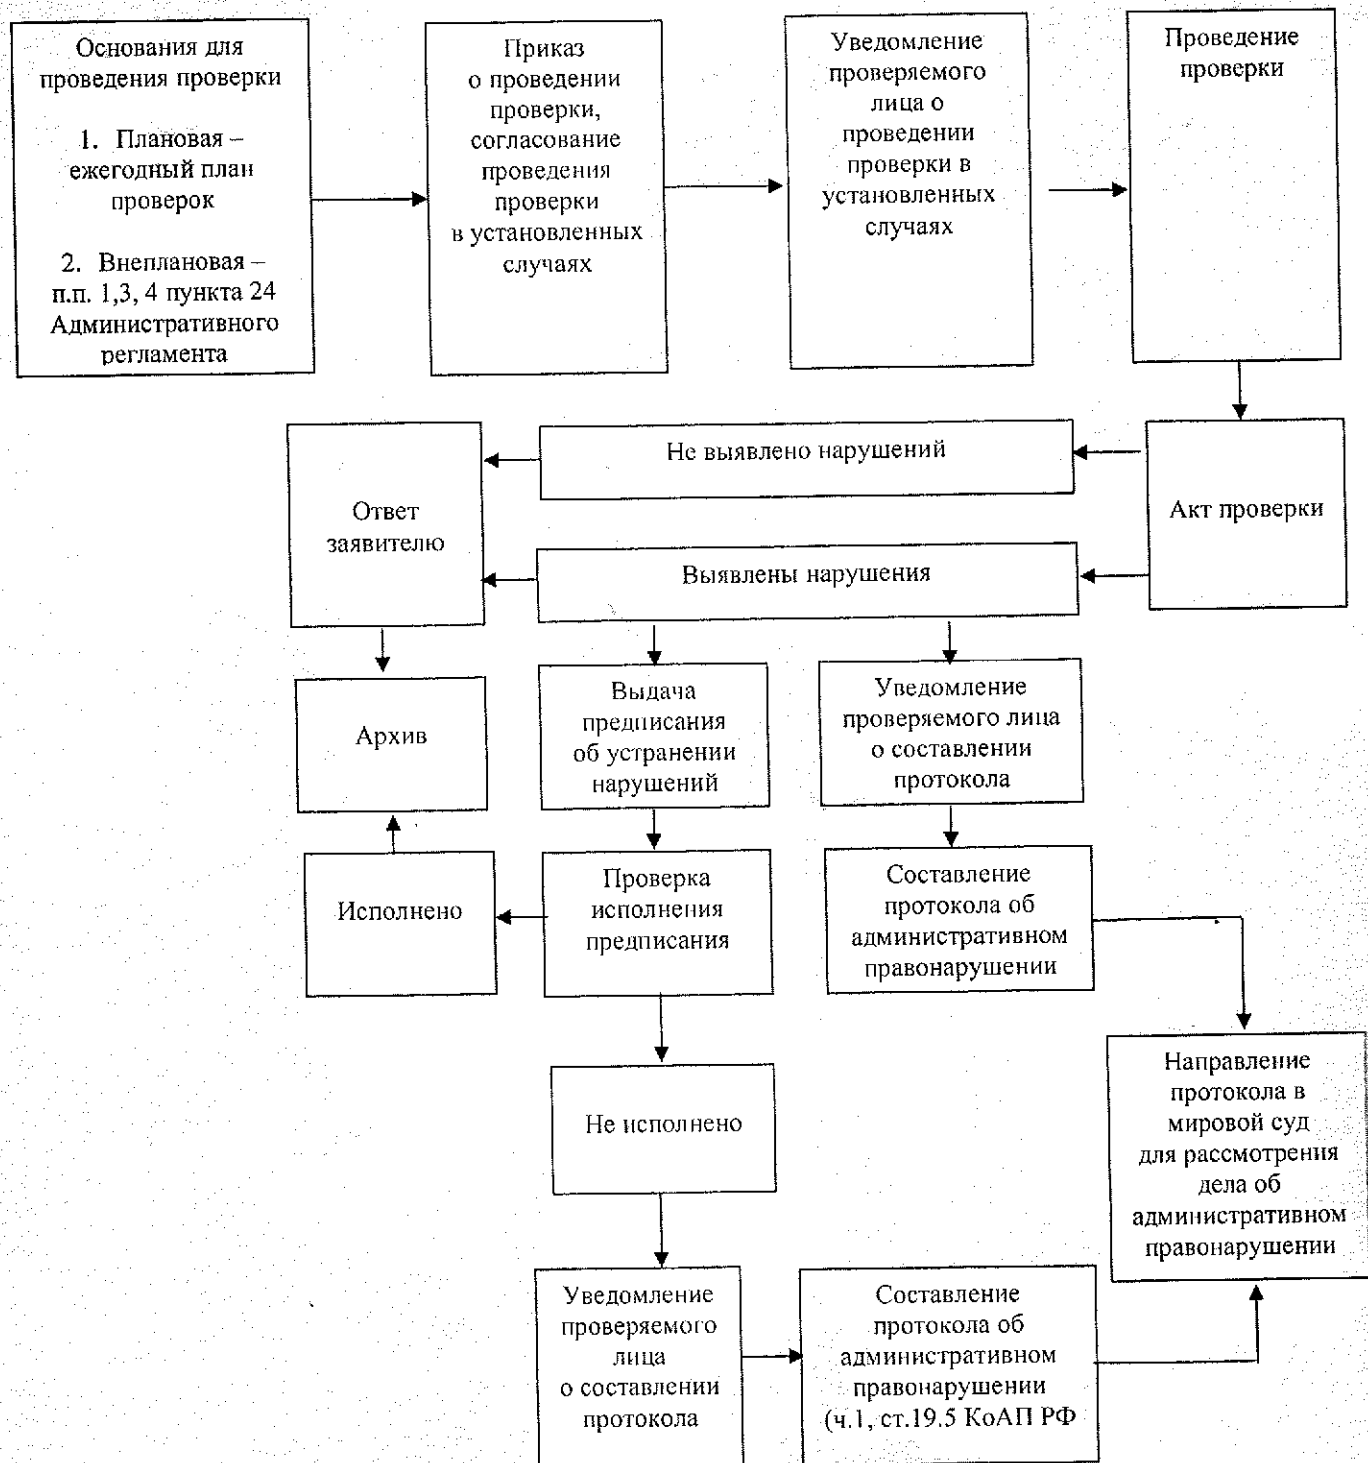 Основания для
проведения проверки
1. Плановая –
ежегодный план
проверок
2. Внеплановая –
п.п. 1,3, 4 пункта 24
Административного
регламента
Приказ
о проведении
проверки,
согласование
проведения
проверки
в установленных
случаях
Уведомление
проверяемого
лица о
проведении
проверки в
установленных
случаях
Проведение
проверки
Акт проверки
Не выявлено нарушений
Выявлены нарушения
Ответ
заявителю
Архив
Выдача
предписания
об устранении
нарушений
Уведомление
проверяемого лица
о составлении
протокола
Исполнено
Проверка
исполнения
предписания
Составление
протокола об
административном
правонарушении
Не исполнено
Направление
протокола в
мировой суд
для рассмотрения
дела об
административном
правонарушении
Уведомление
проверяемого
лица
о составлении
протокола
Составление
протокола об
административном
правонарушении
(ч.1, ст.19.5 КоАП РФ